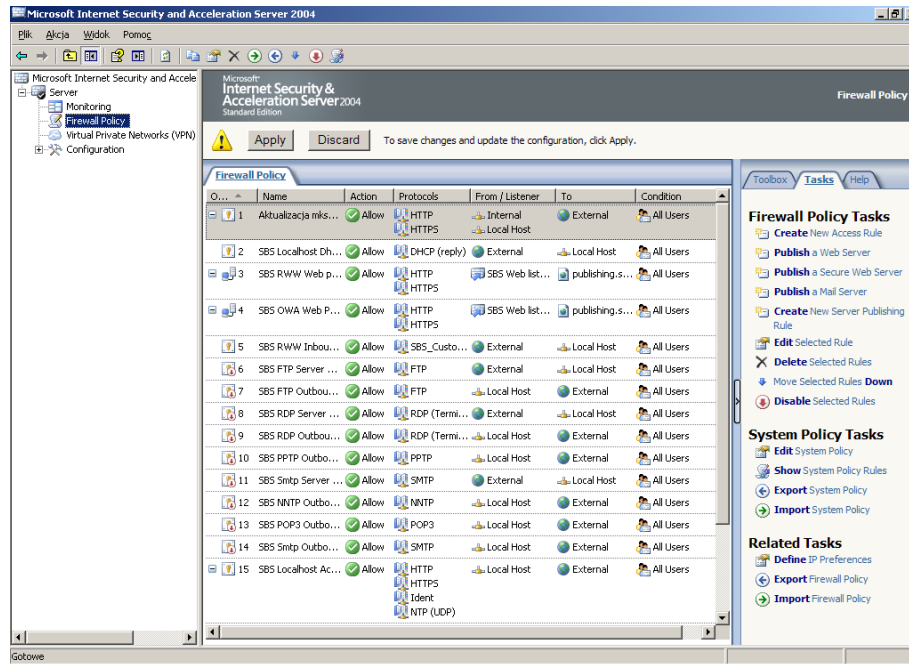 Microsoft Internet Security and Acceleration Server 2004
Plik Akcja Widok Pomoc
Microsoft Internet Security and Accele
Server
Monitoring
Firewall Policy
Virtual Private Networks (VPN)
Configuration
Microsoft
Internet Security &
Acceleration Server 2004
Standard Edition
Firewall Policy
Apply Discard To save changes and update the configuration, click Apply.
Firewall Policy
O... Name Action Protocols From / Listener To Condition
1 Aktualizacja mks... Allow HTTP Internal External All Users
HTTPS Local Host
2 SBS Localhost Dh... Allow DHCP (reply) External Local Host All Users
3 SBS RWW Web p... Allow HTTP SBS Web list... publishing.s... All Users
HTTPS
4 SBS OWA Web P... Allow HTTP SBS Web list... publishing.s... All Users
HTTPS
5 SBS RWW Inbou... Allow SBS_Custo... External Local Host All Users
6 SBS FTP Server ... Allow FTP External Local Host All Users
7 SBS FTP Outbou... Allow FTP Local Host External All Users
8 SBS RDP Server ... Allow RDP (Termi... External Local Host All Users
9 SBS RDP Outbou... Allow RDP (Termi... Local Host External All Users
10 SBS PPTP Outbo... Allow PPTP Local Host External All Users
11 SBS Smtp Server ... Allow SMTP External Local Host All Users
12 SBS NNTP Outbo... Allow NNTP Local Host External All Users
13 SBS POP3 Outbo... Allow POP3 Local Host External All Users
14 SBS Smtp Outbo... Allow SMTP Local Host External All Users
15 SBS Localhost Ac... Allow HTTP Local Host External All Users
HTTPS
Ident
NTP (UDP)
Toolbox Tasks Help
Firewall Policy Tasks
Create New Access Rule
Publish a Web Server
Publish a Secure Web Server
Publish a Mail Server
Create New Server Publishing
Rule
Edit Selected Rule
Delete Selected Rules
Move Selected Rules Down
Disable Selected Rules
System Policy Tasks
Edit System Policy
Show System Policy Rules
Export System Policy
Import System Policy
Related Tasks
Define IP Preferences
Export Firewall Policy
Import Firewall Policy
Gotowe